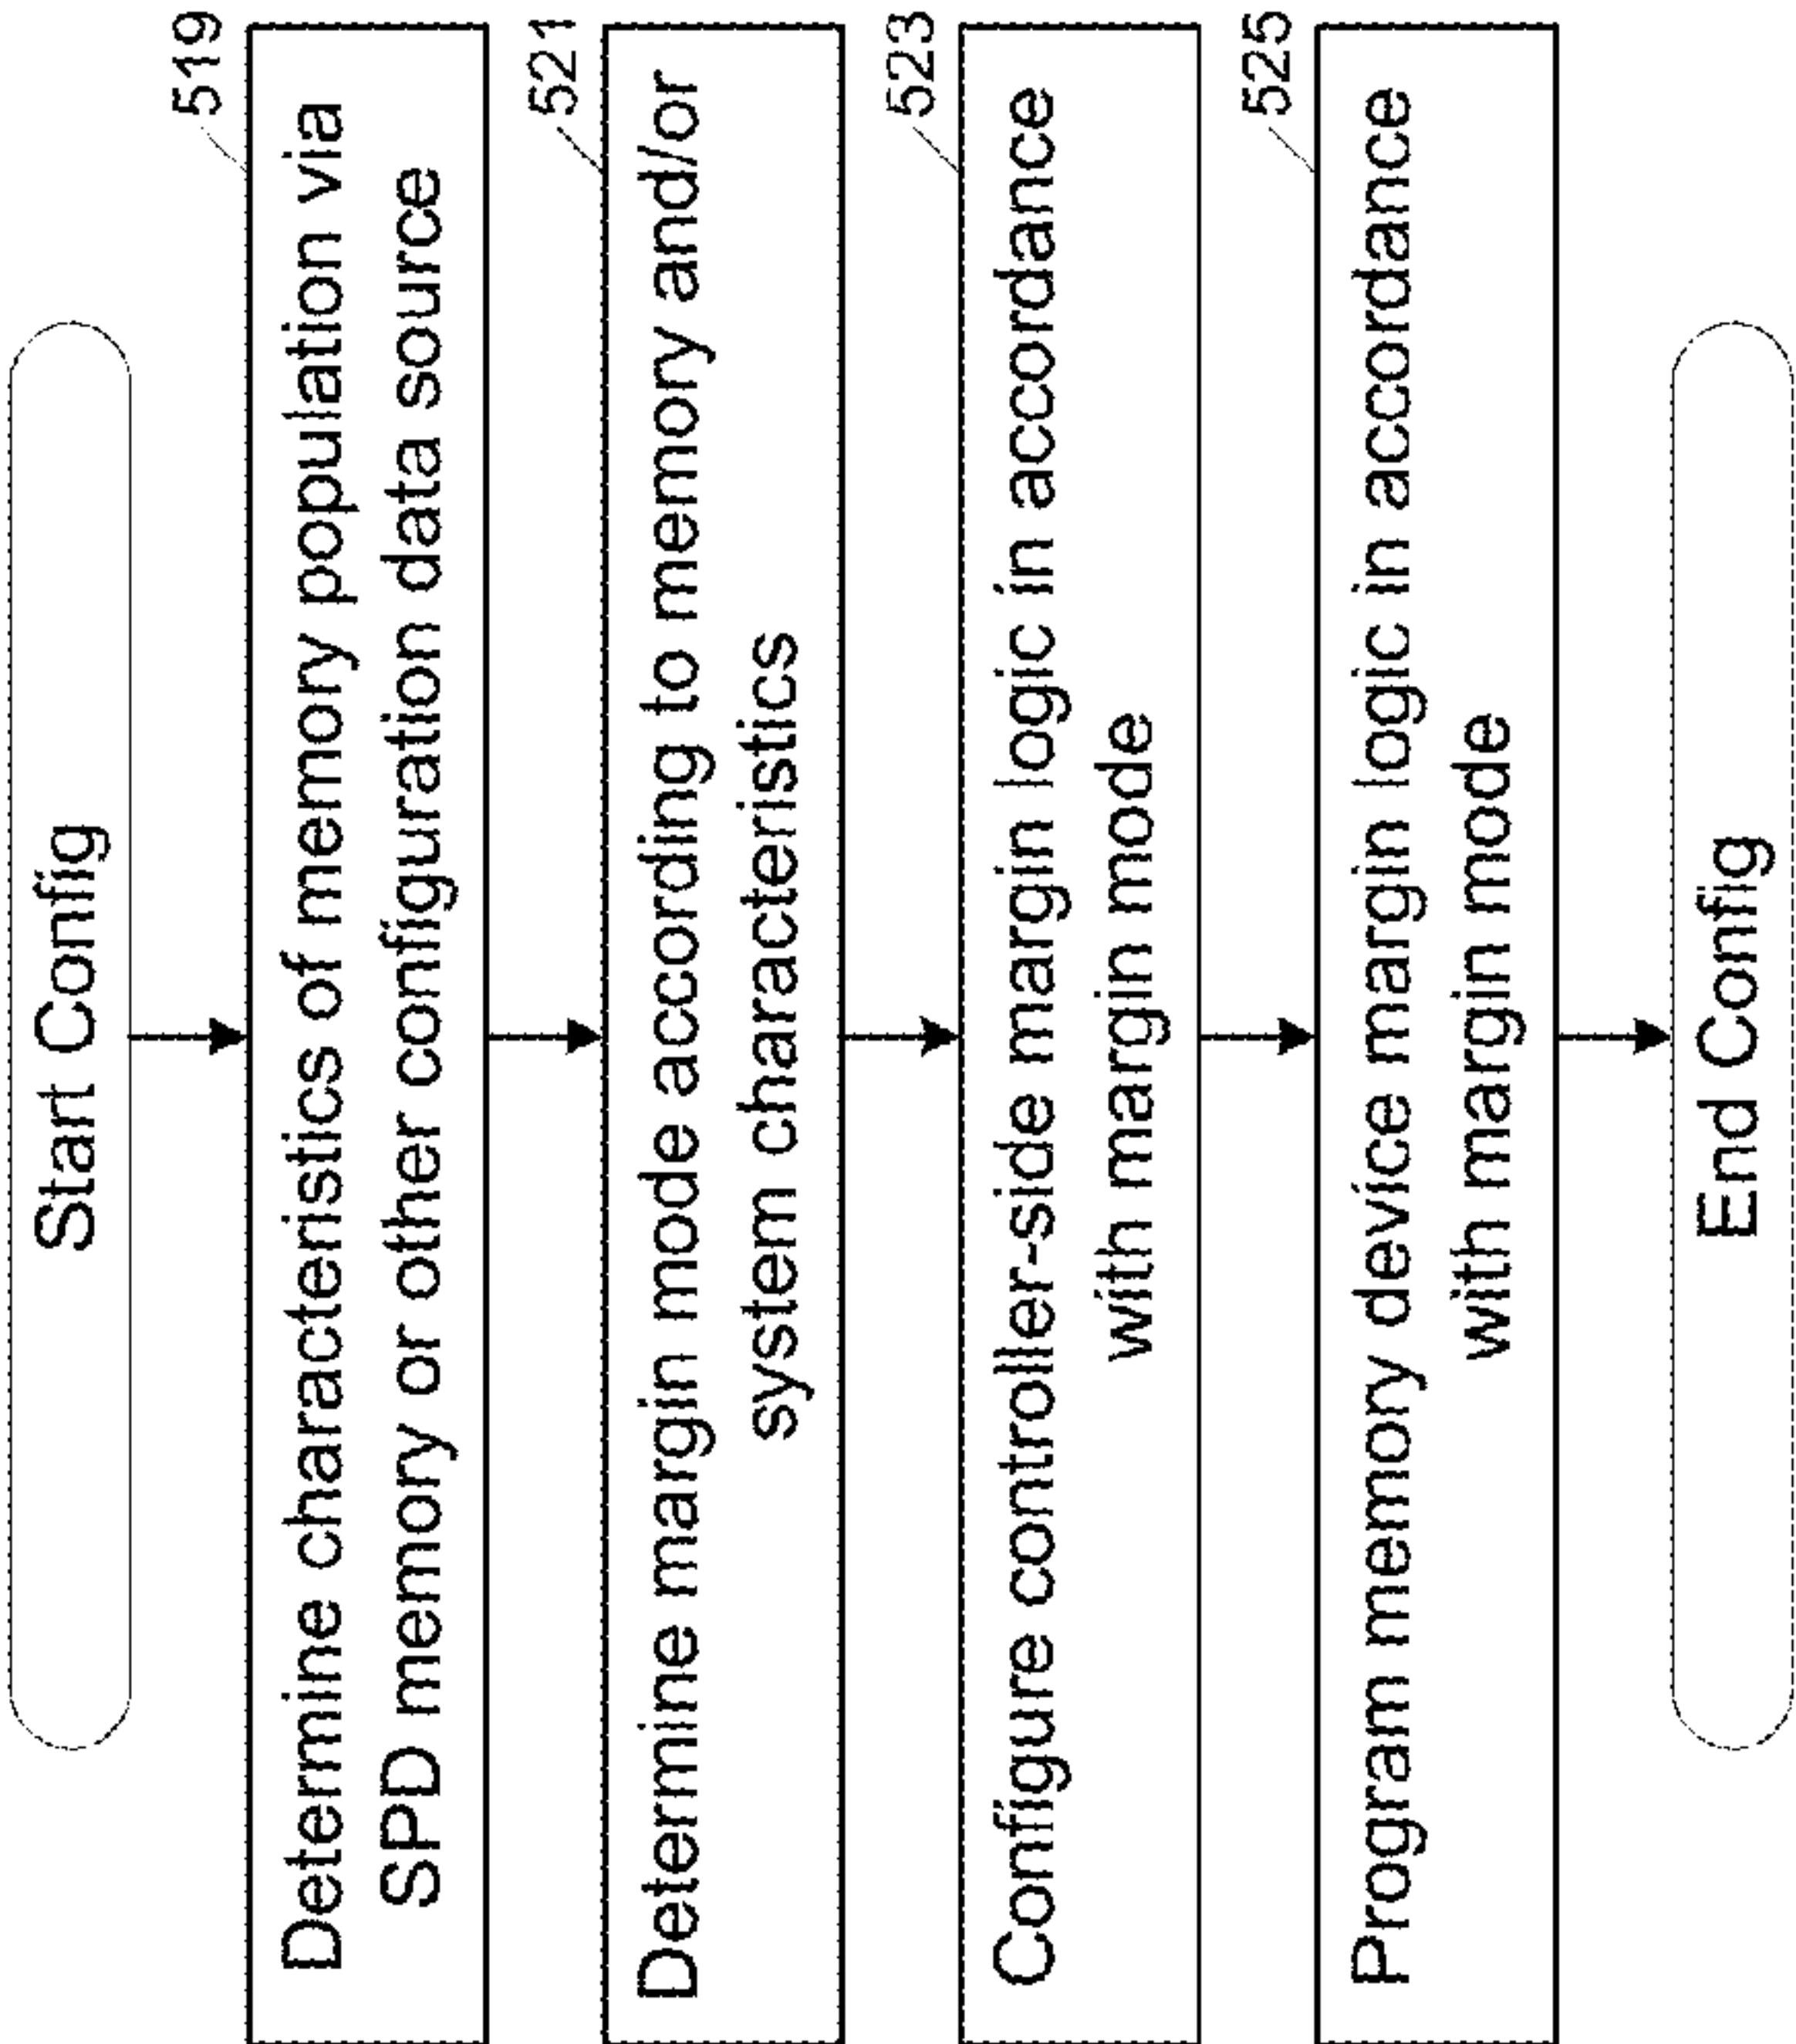 Start Config
519
Determine characteristics of memory population via
SPD memory or other configuration data source
521
Determine margin mode according to memory and/or
system characteristics
523
Configure controller-side margin logic in accordance
with margin mode
525
Program memory device margin logic in accordance
with margin mode
End Config